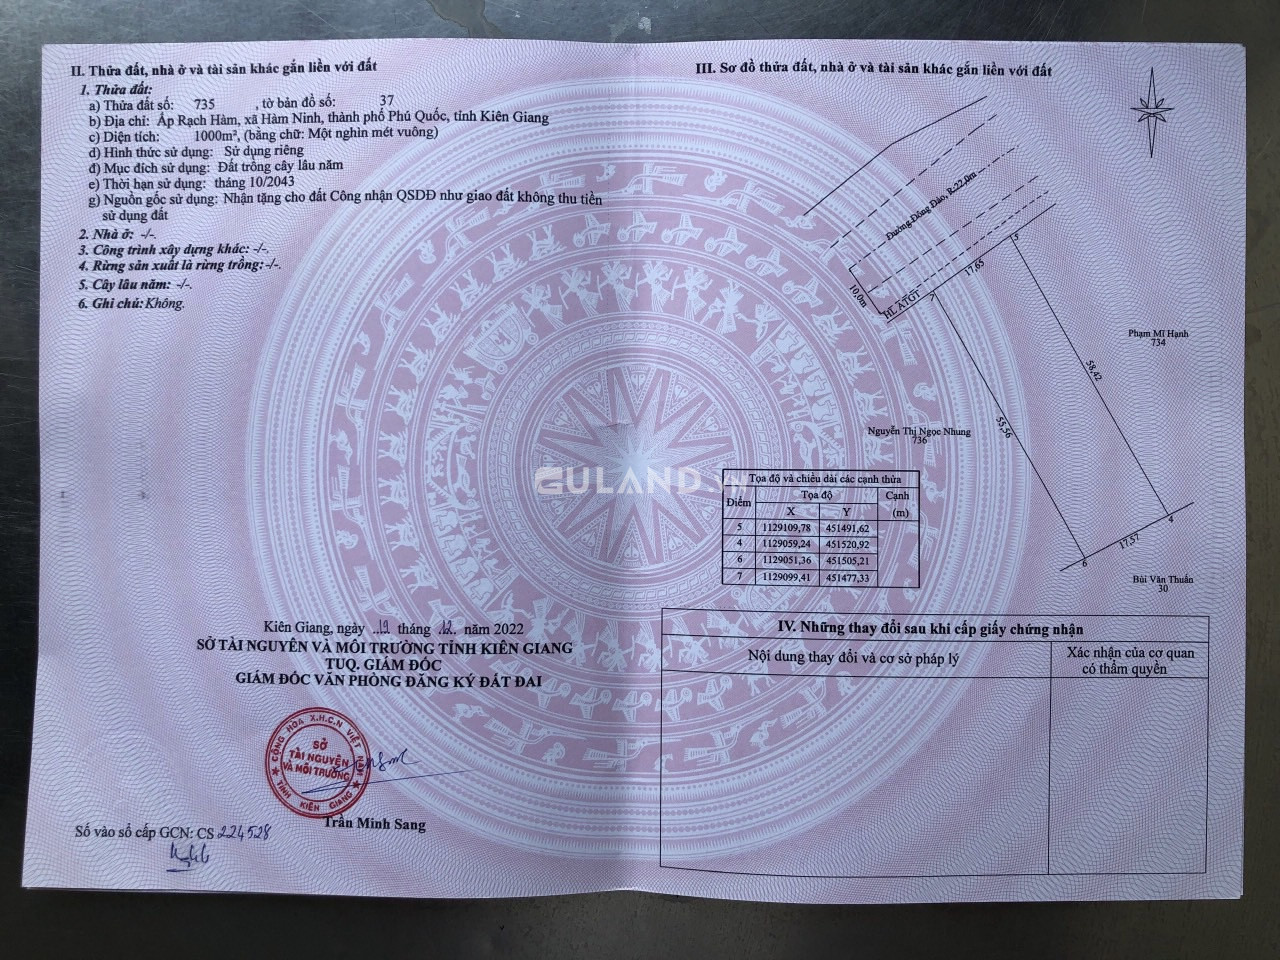 II. Thửa đất, nhà ở và tài sản khác gắn liền với đất
1. Thửa đất:
a) Thửa đất số: 735 , tờ bản đồ số: 37
b) Địa chỉ: Ấp Rạch Hàm, xã Hàm Ninh, thành phố Phú Quốc, tỉnh Kiên Giang
c) Diện tích: 1000m², (bằng chữ: Một nghìn mét vuông)
d) Hình thức sử dụng: Sử dụng riêng
đ) Mục đích sử dụng: Đất trồng cây lâu năm
e) Thời hạn sử dụng: tháng 10/2043
g) Nguồn gốc sử dụng: Nhận tặng cho đất Công nhận QSDĐ như giao đất không thu tiền
sử dụng đất
2. Nhà ở: -/-.
3. Công trình xây dựng khác: -/-.
4. Rừng sản xuất là rừng trồng: -/-.
5. Cây lâu năm: -/-.
6. Ghi chú: Không.
Kiên Giang, ngày 19 tháng 12 năm 2022
SỞ TÀI NGUYÊN VÀ MÔI TRƯỜNG TỈNH KIÊN GIANG
TUQ. GIÁM ĐỐC
GIÁM ĐỐC VĂN PHÒNG ĐĂNG KÝ ĐẤT ĐAI
CỘNG HÒA X.H.C.N VIỆT NAM
SỞ
TÀI NGUYÊN
VÀ MÔI TRƯỜNG
TỈNH KIÊN GIANG
Trần Minh Sang
Số vào sổ cấp GCN: CS 224528
III. Sơ đồ thửa đất, nhà ở và tài sản khác gắn liền với đất
Đường Đông Đảo, R:22,0m
10,0m
HL ATGT
7
17,65
5
Phạm Mĩ Hạnh
734
58,42
55,56
Nguyễn Thị Ngọc Nhung
736
4
17,57
6
Bùi Văn Thuấn
30
GULAND.VN
Tọa độ và chiều dài các cạnh thửa
Điểm Tọa độ Cạnh
X Y (m)
5 1129109,78 451491,62
4 1129059,24 451520,92
6 1129051,36 451505,21
7 1129099,41 451477,33
IV. Những thay đổi sau khi cấp giấy chứng nhận
Nội dung thay đổi và cơ sở pháp lý
Xác nhận của cơ quan
có thẩm quyền